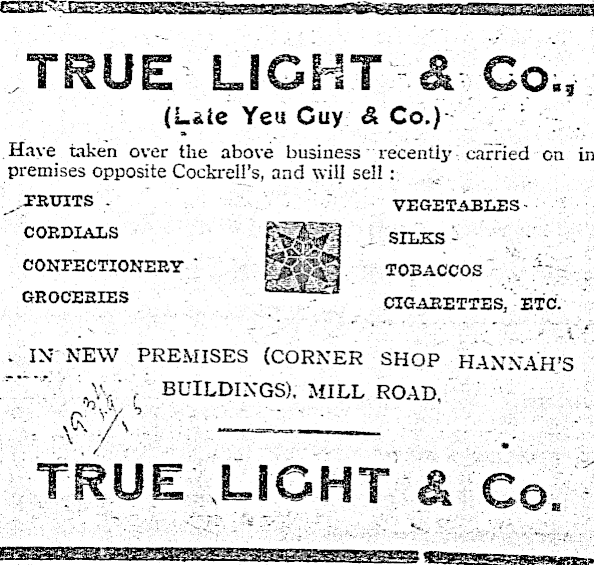 TRUE LIGHT & Co.,
(Late Yeu Guy & Co.)
Have taken over the above business recently carried on in
premises opposite Cockrell's, and will sell :
FRUITS
CORDIALS
CONFECTIONERY
GROCERIES
VEGETABLES
SILKS
TOBACCOS
CIGARETTES, ETC.
IN NEW PREMISES (CORNER SHOP HANNAH'S
BUILDINGS), MILL ROAD,
TRUE LIGHT & Co.